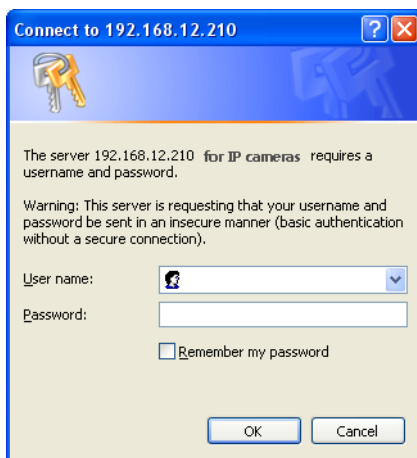 Connect to 192.168.12.210
The server 192.168.12.210 for IP cameras requires a
username and password.
Warning: This server is requesting that your username and
password be sent in an insecure manner (basic authentication
without a secure connection).
User name:
Password:
Remember my password
OK
Cancel